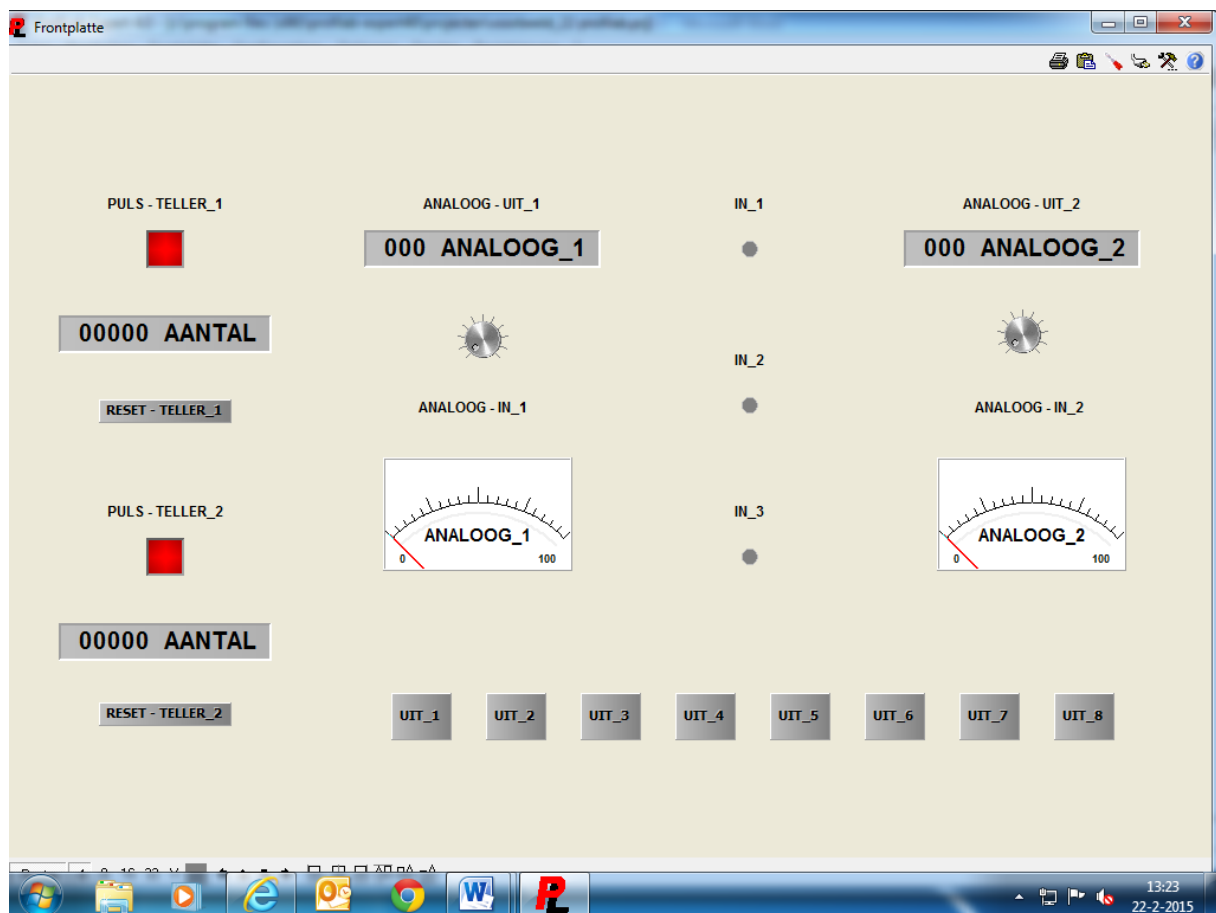 Frontplatte
PULS - TELLER_1
ANALOOG - UIT_1
IN_1
ANALOOG - UIT_2
000 ANALOOG_1
000 ANALOOG_2
00000 AANTAL
IN_2
RESET - TELLER_1
ANALOOG - IN_1
ANALOOG - IN_2
PULS - TELLER_2
IN_3
ANALOOG_1
0 100
ANALOOG_2
0 100
00000 AANTAL
RESET - TELLER_2
UIT_1 UIT_2 UIT_3 UIT_4 UIT_5 UIT_6 UIT_7 UIT_8
13:23
22-2-2015